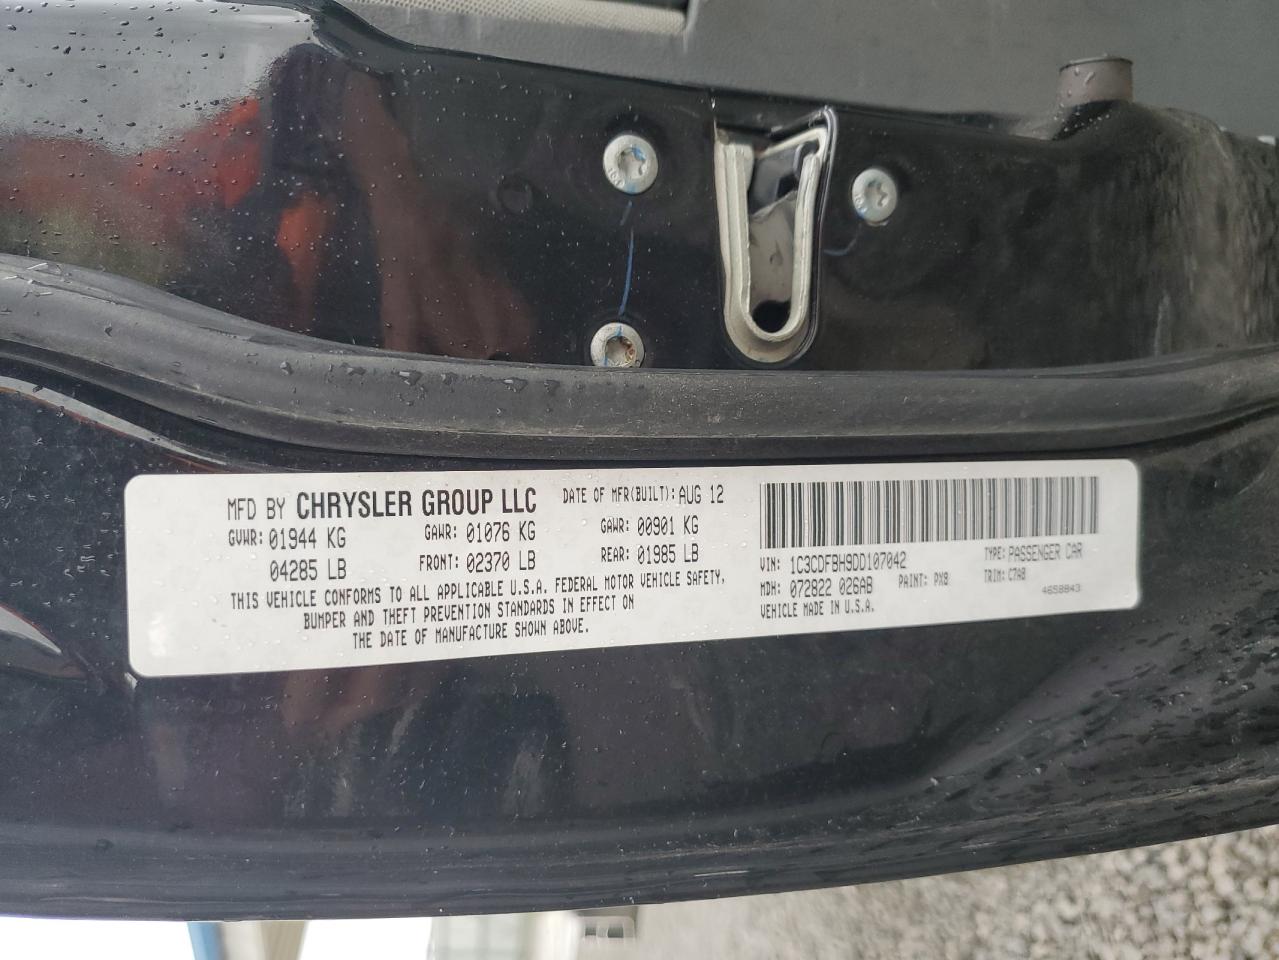 MFD BY CHRYSLER GROUP LLC DATE OF MFR(BUILT): AUG 12
GVWR: 01944 KG GAWR: 01076 KG GAWR: 00901 KG
04285 LB FRONT: 02370 LB REAR: 01985 LB
THIS VEHICLE CONFORMS TO ALL APPLICABLE U.S.A. FEDERAL MOTOR VEHICLE SAFETY,
BUMPER AND THEFT PREVENTION STANDARDS IN EFFECT ON
THE DATE OF MANUFACTURE SHOWN ABOVE.
VIN: 1C3CDFBH9DD107042 TYPE: PASSENGER CAR
MDH: 072822 026AB PAINT: PX8 TRIM: C7A8
VEHICLE MADE IN U.S.A. 4658843